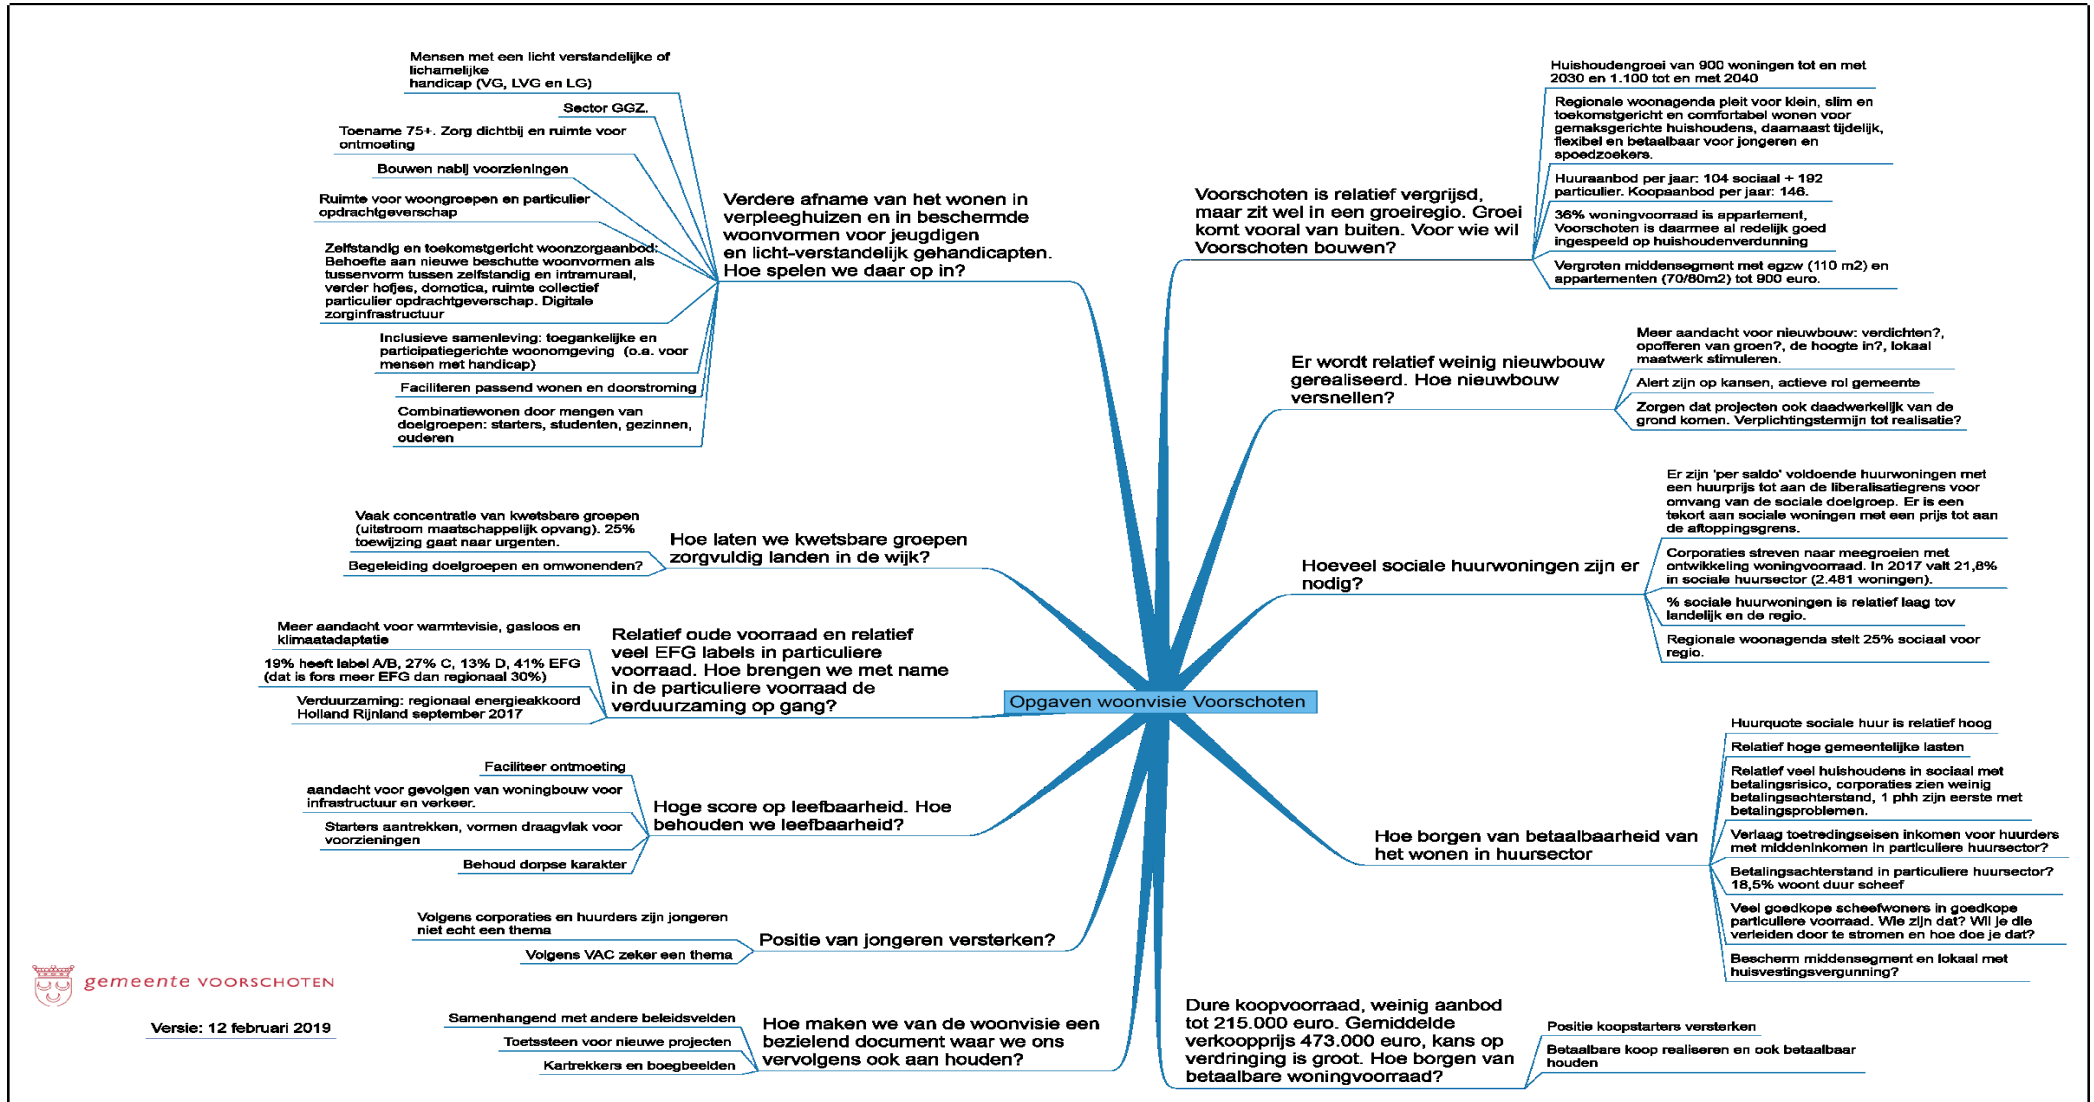 Mensen met een licht verstandelijke of
lichamelijke
handicap (VG, LVG en LG)
Sector GGZ.
Toename 75+. Zorg dichtbij en ruimte voor
ontmoeting
Bouwen nabij voorzieningen
Ruimte voor woongroepen en particulier
opdrachtgeverschap
Zelfstandig en toekomstgericht woonzorgaanbod:
Behoefte aan nieuwe beschutte woonvormen als
tussenvorm tussen zelfstandig en intramuraal,
verder hofjes, domotica, ruimte collectief
particulier opdrachtgeverschap. Digitale
zorginfrastructuur
Inclusieve samenleving: toegankelijke en
participatiegerichte woonomgeving (o.a. voor
mensen met handicap)
Faciliteren passend wonen en doorstroming
Combinatiewonen door mengen van
doelgroepen: starters, studenten, gezinnen,
ouderen
Verdere afname van het wonen in
verpleeghuizen en in beschermde
woonvormen voor jeugdigen
en licht-verstandelijk gehandicapten.
Hoe spelen we daar op in?
Vaak concentratie van kwetsbare groepen
(uitstroom maatschappelijk opvang). 25%
toewijzing gaat naar urgenten.
Begeleiding doelgroepen en omwonenden?
Hoe laten we kwetsbare groepen
zorgvuldig landen in de wijk?
Meer aandacht voor warmtevisie, gasloos en
klimaatadaptatie
19% heeft label A/B, 27% C, 13% D, 41% EFG
(dat is fors meer EFG dan regionaal 30%)
Verduurzaming: regionaal energieakkoord
Holland Rijnland september 2017
Relatief oude voorraad en relatief
veel EFG labels in particuliere
voorraad. Hoe brengen we met name
in de particuliere voorraad de
verduurzaming op gang?
Faciliteer ontmoeting
aandacht voor gevolgen van woningbouw voor
infrastructuur en verkeer.
Starters aantrekken, vormen draagvlak voor
voorzieningen
Behoud dorpse karakter
Hoge score op leefbaarheid. Hoe
behouden we leefbaarheid?
Volgens corporaties en huurders zijn jongeren
niet echt een thema
Volgens VAC zeker een thema
Positie van jongeren versterken?
Samenhangend met andere beleidsvelden
Toetssteen voor nieuwe projecten
Kartrekkers en boegbeelden
Hoe maken we van de woonvisie een
bezielend document waar we ons
vervolgens ook aan houden?
gemeente VOORSCHOTEN
Versie: 12 februari 2019
Opgaven woonvisie Voorschoten
Voorschoten is relatief vergrijsd,
maar zit wel in een groeiregio. Groei
komt vooral van buiten. Voor wie wil
Voorschoten bouwen?
Huishoudengroei van 900 woningen tot en met
2030 en 1.100 tot en met 2040
Regionale woonagenda pleit voor klein, slim en
toekomstgericht en comfortabel wonen voor
gemaksgerichte huishoudens, daarnaast tijdelijk,
flexibel en betaalbaar voor jongeren en
spoedzoekers.
Huuraanbod per jaar: 104 sociaal + 192
particulier. Koopaanbod per jaar: 146.
36% woningvoorraad is appartement,
Voorschoten is daarmee al redelijk goed
ingespeeld op huishoudenverdunning
Vergroten middensegment met egzw (110 m2) en
appartementen (70/80m2) tot 900 euro.
Er wordt relatief weinig nieuwbouw
gerealiseerd. Hoe nieuwbouw
versnellen?
Meer aandacht voor nieuwbouw: verdichten?,
opofferen van groen?, de hoogte in?, lokaal
maatwerk stimuleren.
Alert zijn op kansen, actieve rol gemeente
Zorgen dat projecten ook daadwerkelijk van de
grond komen. Verplichtingstermijn tot realisatie?
Hoeveel sociale huurwoningen zijn er
nodig?
Er zijn 'per saldo' voldoende huurwoningen met
een huurprijs tot aan de liberalisatiegrens voor
omvang van de sociale doelgroep. Er is een
tekort aan sociale woningen met een prijs tot aan
de aftoppingsgrens.
Corporaties streven naar meegroeien met
ontwikkeling woningvoorraad. In 2017 valt 21,8%
in sociale huursector (2.481 woningen).
% sociale huurwoningen is relatief laag tov
landelijk en de regio.
Regionale woonagenda stelt 25% sociaal voor
regio.
Hoe borgen van betaalbaarheid van
het wonen in huursector
Huurquote sociale huur is relatief hoog
Relatief hoge gemeentelijke lasten
Relatief veel huishoudens in sociaal met
betalingsrisico, corporaties zien weinig
betalingsachterstand, 1 phh zijn eerste met
betalingsproblemen.
Verlaag toetredingseisen inkomen voor huurders
met middeninkomen in particuliere huursector?
Betalingsachterstand in particuliere huursector?
18,5% woont duur scheef
Veel goedkope scheefwoners in goedkope
particuliere voorraad. Wie zijn dat? Wil je die
verleiden door te stromen en hoe doe je dat?
Bescherm middensegment en lokaal met
huisvestingsvergunning?
Dure koopvoorraad, weinig aanbod
tot 215.000 euro. Gemiddelde
verkoopprijs 473.000 euro, kans op
verdringing is groot. Hoe borgen van
betaalbare woningvoorraad?
Positie koopstarters versterken
Betaalbare koop realiseren en ook betaalbaar
houden